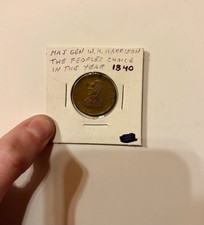 MAJ. GEN. W. H. HARRISON
THE PEOPLES CHOICE
IN THE YEAR 1840